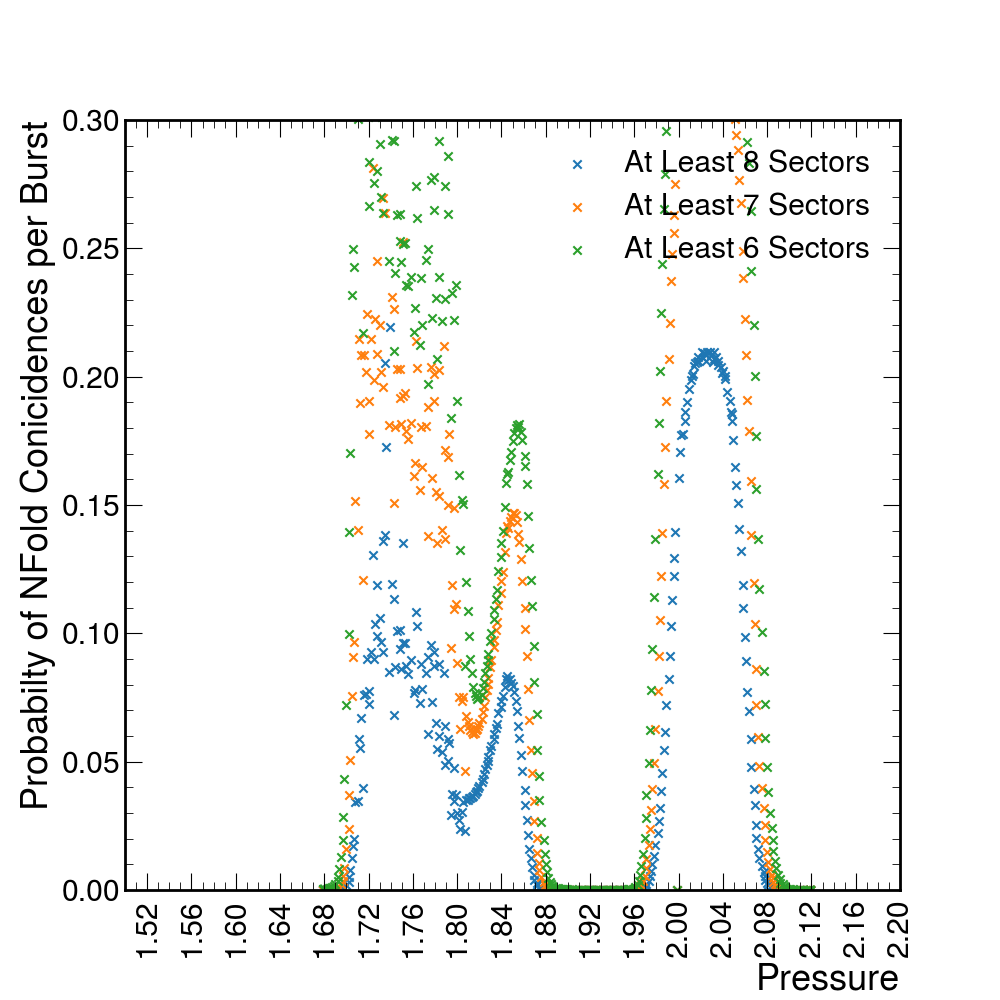 Probabilty of NFold Conicidences per Burst
0.30
0.25
0.20
0.15
0.10
0.05
0.00
At Least 8 Sectors
At Least 7 Sectors
At Least 6 Sectors
1.52 1.56 1.60 1.64 1.68 1.72 1.76 1.80 1.84 1.88 1.92 1.96 2.00 2.04 2.08 2.12 2.16 2.20
Pressure